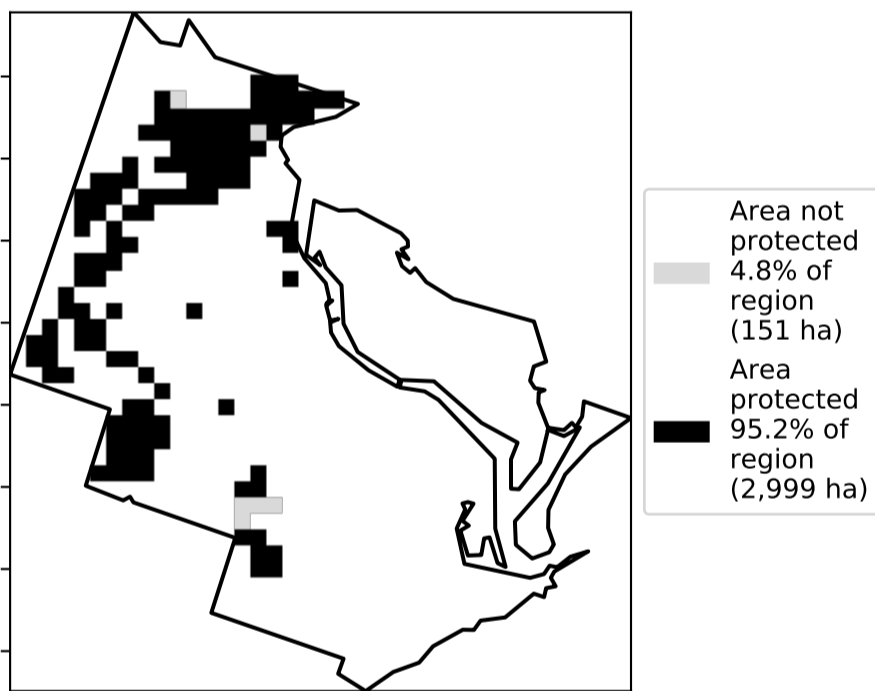 Area not
protected
4.8% of
region
(151 ha)
Area
protected
95.2% of
region
(2,999 ha)